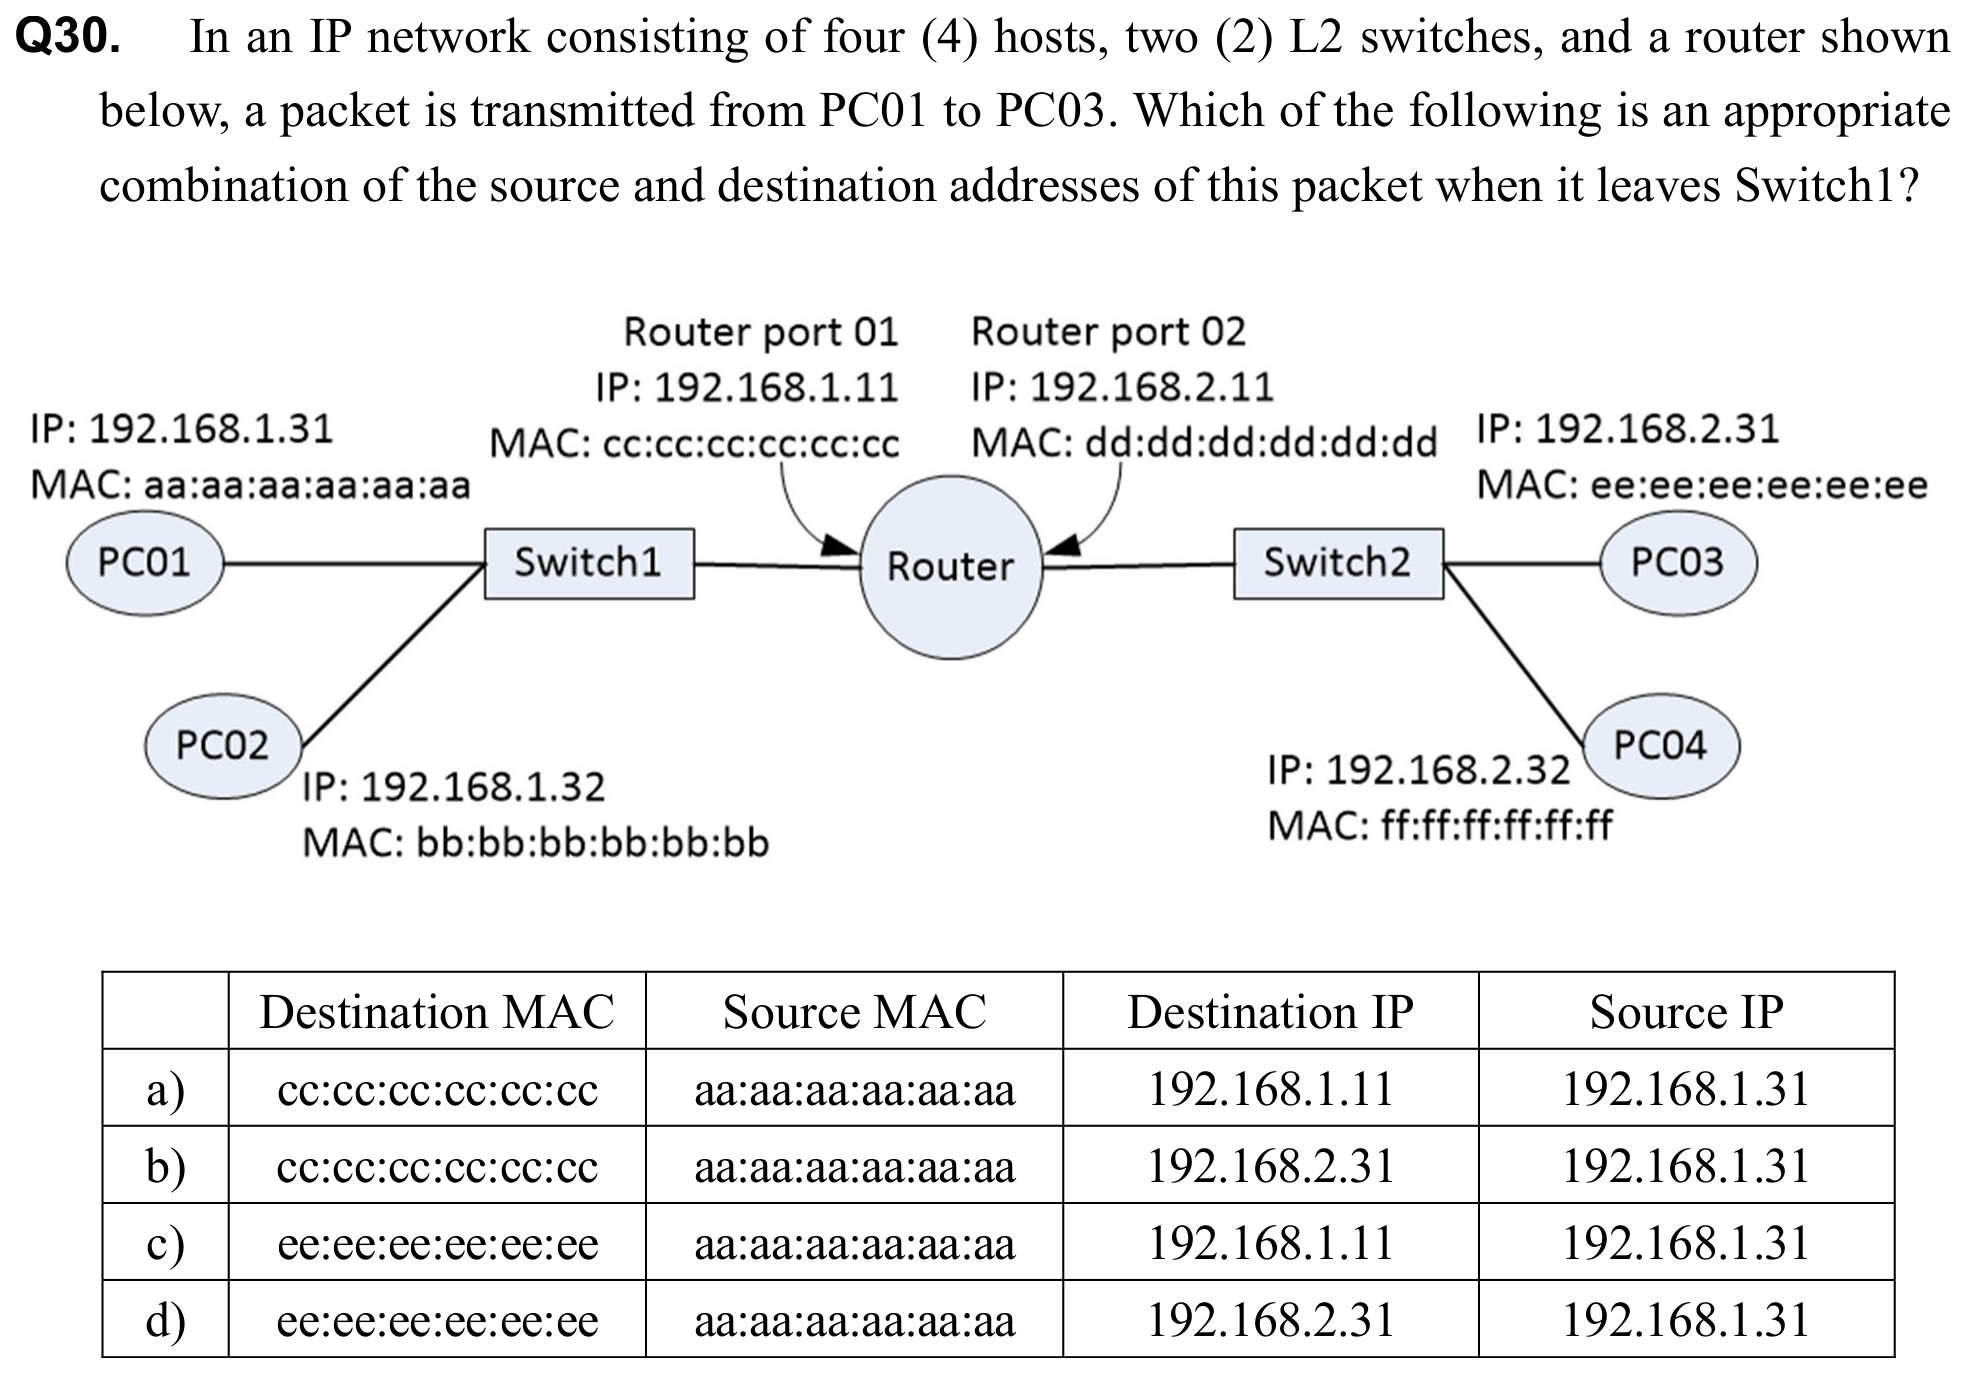 Q30. In an IP network consisting of four (4) hosts, two (2) L2 switches, and a router shown
below, a packet is transmitted from PC01 to PC03. Which of the following is an appropriate
combination of the source and destination addresses of this packet when it leaves Switch1?
Router port 01
IP: 192.168.1.11
MAC: cc:cc:cc:cc:cc:cc
Router port 02
IP: 192.168.2.11
MAC: dd:dd:dd:dd:dd:dd
IP: 192.168.1.31
MAC: aa:aa:aa:aa:aa:aa
IP: 192.168.2.31
MAC: ee:ee:ee:ee:ee:ee
PC01
Switch1
Router
Switch2
PC03
PC02
IP: 192.168.1.32
MAC: bb:bb:bb:bb:bb:bb
PC04
IP: 192.168.2.32
MAC: ff:ff:ff:ff:ff:ff
Destination MAC Source MAC Destination IP Source IP
a) cc:cc:cc:cc:cc:cc aa:aa:aa:aa:aa:aa 192.168.1.11 192.168.1.31
b) cc:cc:cc:cc:cc:cc aa:aa:aa:aa:aa:aa 192.168.2.31 192.168.1.31
c) ee:ee:ee:ee:ee:ee aa:aa:aa:aa:aa:aa 192.168.1.11 192.168.1.31
d) ee:ee:ee:ee:ee:ee aa:aa:aa:aa:aa:aa 192.168.2.31 192.168.1.31